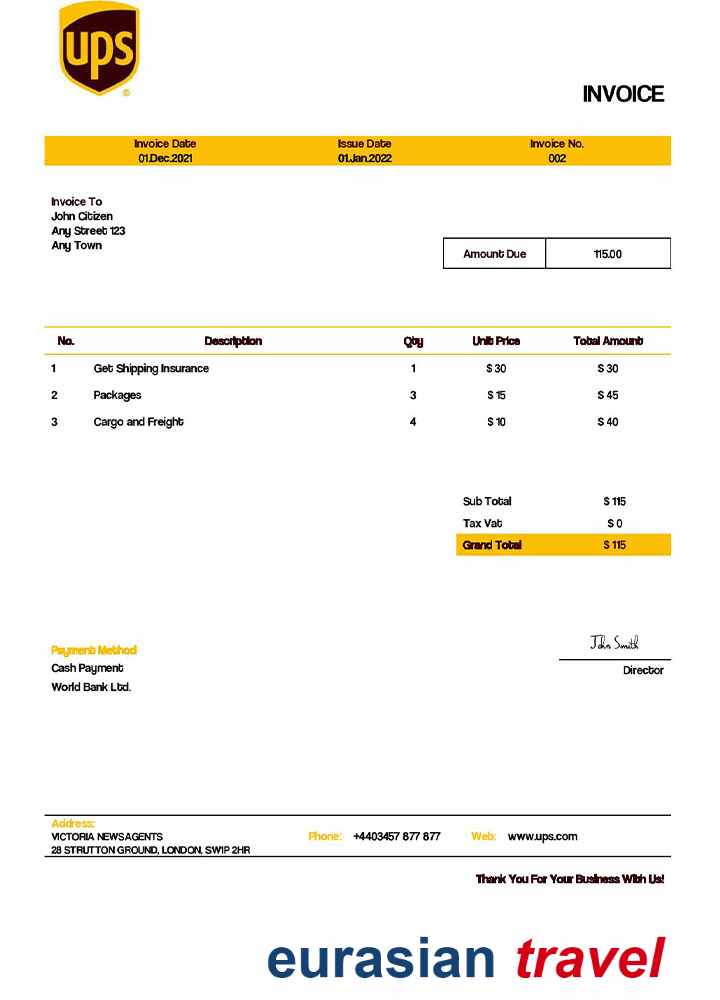 ups
INVOICE
Invoice Date Issue Date Invoice No.
01.Dec.2021 01.Jan.2022 002
Invoice To
John Citizen
Any Street 123
Any Town
Amount Due 115.00
No. Description Qty Unit Price Total Amount
1 Get Shipping Insurance 1 $ 30 $ 30
2 Packages 3 $ 15 $ 45
3 Cargo and Freight 4 $ 10 $ 40
Sub Total $ 115
Tax Vat $ 0
Grand Total $ 115
John Smith
Director
Payment Method
Cash Payment
World Bank Ltd.
Address:
VICTORIA NEWSAGENTS
28 STRUTTON GROUND, LONDON, SW1P 2HR
Phone: +4403457 877 877 Web: www.ups.com
Thank You For Your Business With Us!
eurasian travel